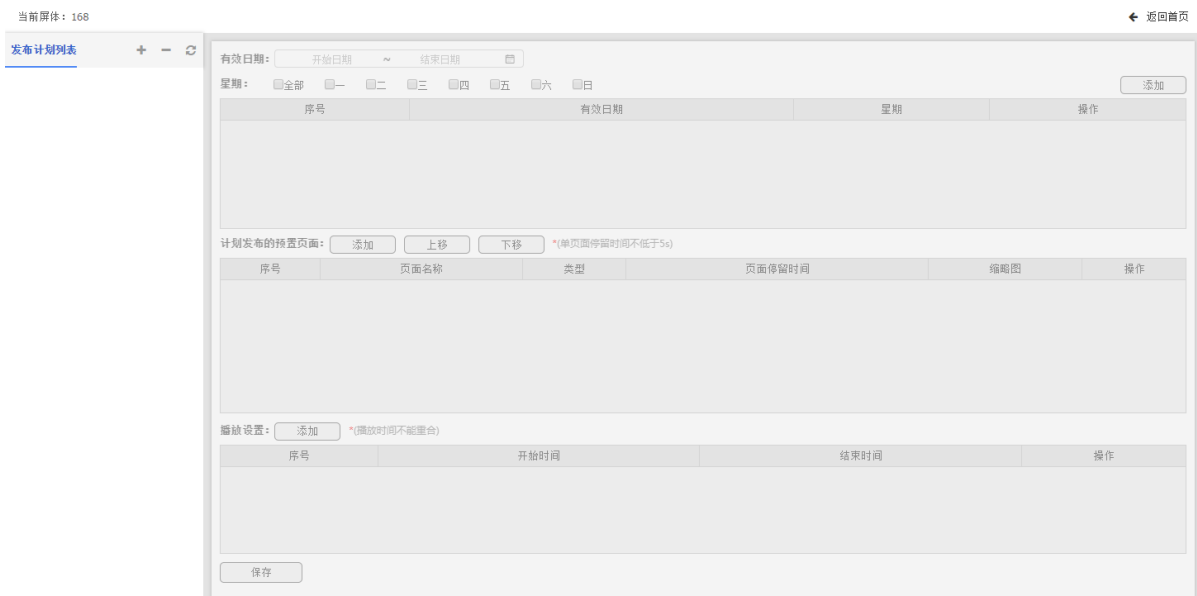 当前屏体：168
返回首页
发布计划列表
有效日期： 开始日期 ~ 结束日期
星期： 全部 一 二 三 四 五 六 日 添加
序号 有效日期 星期 操作
计划发布的预置页面： 添加 上移 下移 *(单页面停留时间不低于5s)
序号 页面名称 类型 页面停留时间 缩略图 操作
播放设置： 添加 *(播放时间不能重合)
序号 开始时间 结束时间 操作
保存